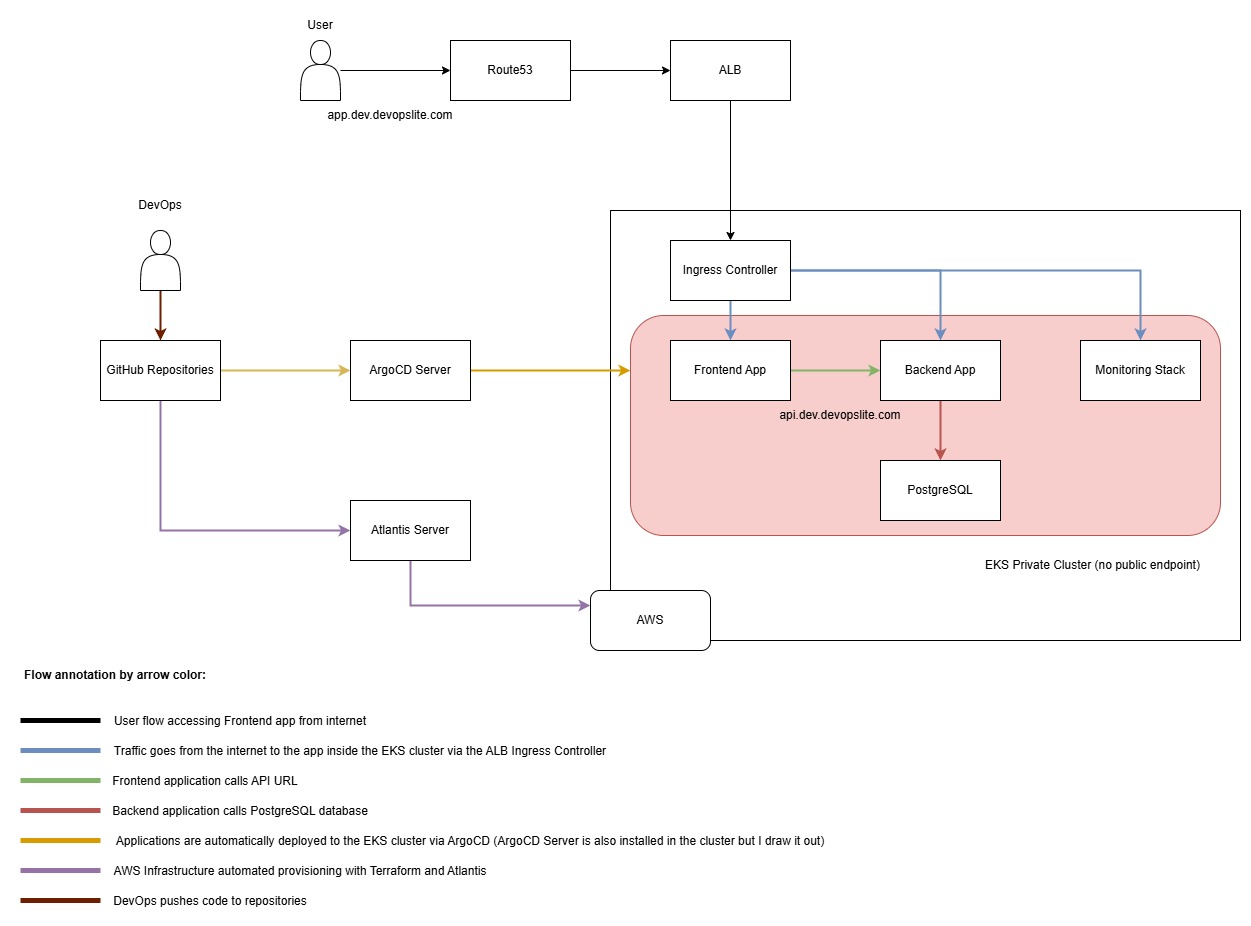 User
Route53
ALB
app.dev.devopslite.com
DevOps
Ingress Controller
GitHub Repositories
ArgoCD Server
Frontend App
Backend App
Monitoring Stack
api.dev.devopslite.com
PostgreSQL
Atlantis Server
EKS Private Cluster (no public endpoint)
AWS
Flow annotation by arrow color:
User flow accessing Frontend app from internet
Traffic goes from the internet to the app inside the EKS cluster via the ALB Ingress Controller
Frontend application calls API URL
Backend application calls PostgreSQL database
Applications are automatically deployed to the EKS cluster via ArgoCD (ArgoCD Server is also installed in the cluster but I draw it out)
AWS Infrastructure automated provisioning with Terraform and Atlantis
DevOps pushes code to repositories